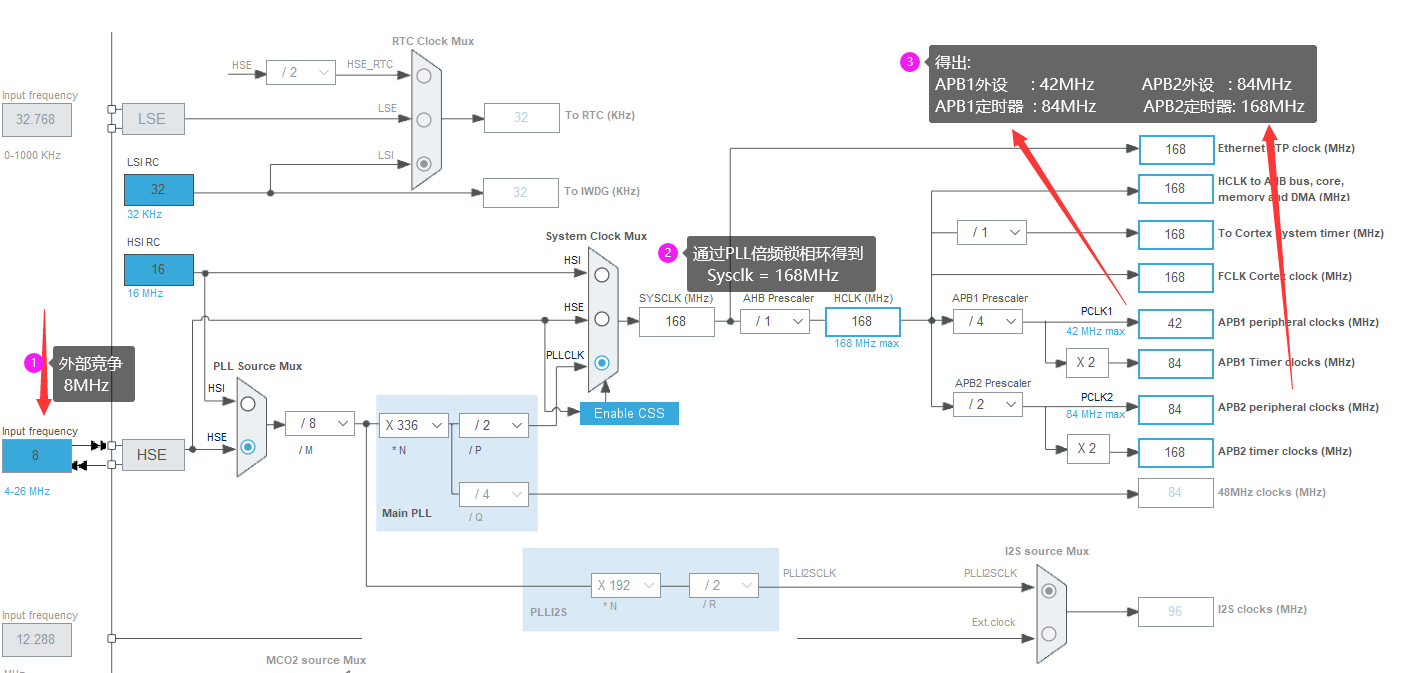 RTC Clock Mux
HSE
/ 2
HSE_RTC
Input frequency
32.768
0-1000 KHz
LSE
LSE
32
To RTC (KHz)
LSI RC
32
32 KHz
LSI
32
To IWDG (KHz)
3
得出:
APB1外设 : 42MHz APB2外设 : 84MHz
APB1定时器 : 84MHz APB2定时器: 168MHz
168
HCLK to AHB bus, core,
memory and DMA (MHz)
168
Ethernet PTP clock (MHz)
/ 1
168
To Cortex System timer (MHz)
168
FCLK Cortex clock (MHz)
HSI RC
16
16 MHz
System Clock Mux
HSI
HSE
PLLCLK
2
通过PLL倍频锁相环得到
Sysclk = 168MHz
SYSCLK (MHz)
168
AHB Prescaler
/ 1
HCLK (MHz)
168
168 MHz max
APB1 Prescaler
/ 4
PCLK1
42 MHz max
42
APB1 peripheral clocks (MHz)
X 2
84
APB1 Timer clocks (MHz)
APB2 Prescaler
/ 2
PCLK2
84 MHz max
84
APB2 peripheral clocks (MHz)
X 2
168
APB2 timer clocks (MHz)
84
48MHz clocks (MHz)
1
外部竞争
8MHz
PLL Source Mux
HSI
HSE
Input frequency
8
4-26 MHz
HSE
/ 8
/ M
X 336
* N
/ 2
/ P
/ 4
/ Q
Main PLL
Enable CSS
X 192
* N
/ 2
/ R
PLLI2S
PLLI2SCLK
I2S source Mux
PLLI2SCLK
Ext.clock
96
I2S clocks (MHz)
Input frequency
12.288
MCO2 source Mux